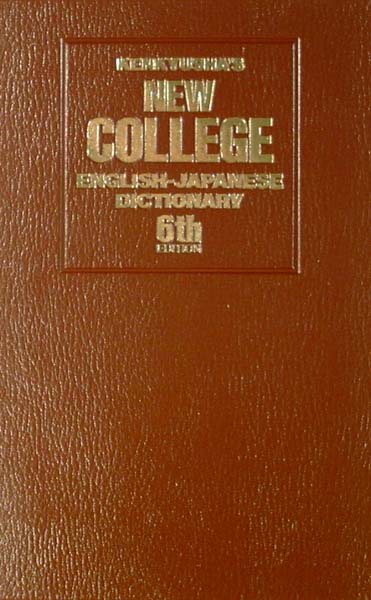 KENKYUSHA'S
NEW
COLLEGE
ENGLISH-JAPANESE
DICTIONARY
6th
EDITION